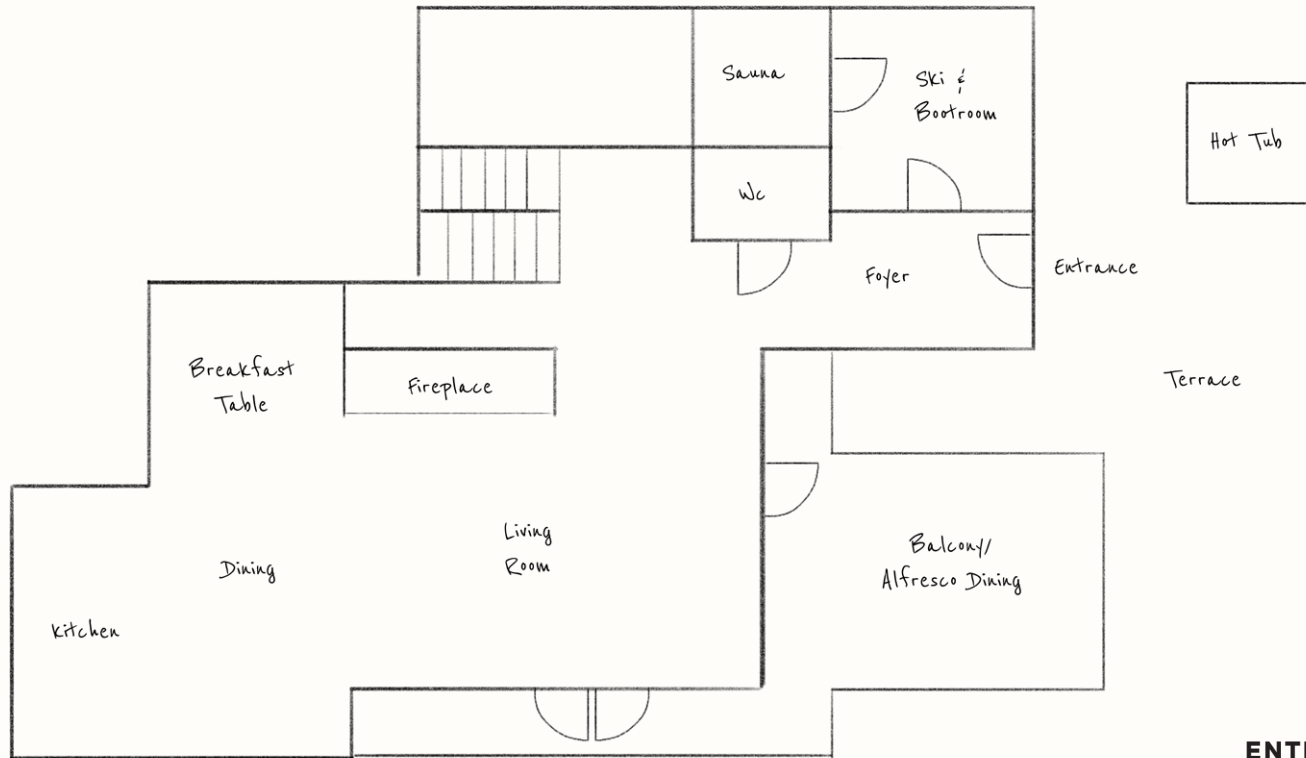 Sauna
Ski &
Bootroom
Hot Tub
Wc
Foyer
Entrance
Breakfast
Table
Fireplace
Terrace
Living
Room
Dining
Balcony/
Alfresco Dining
Kitchen